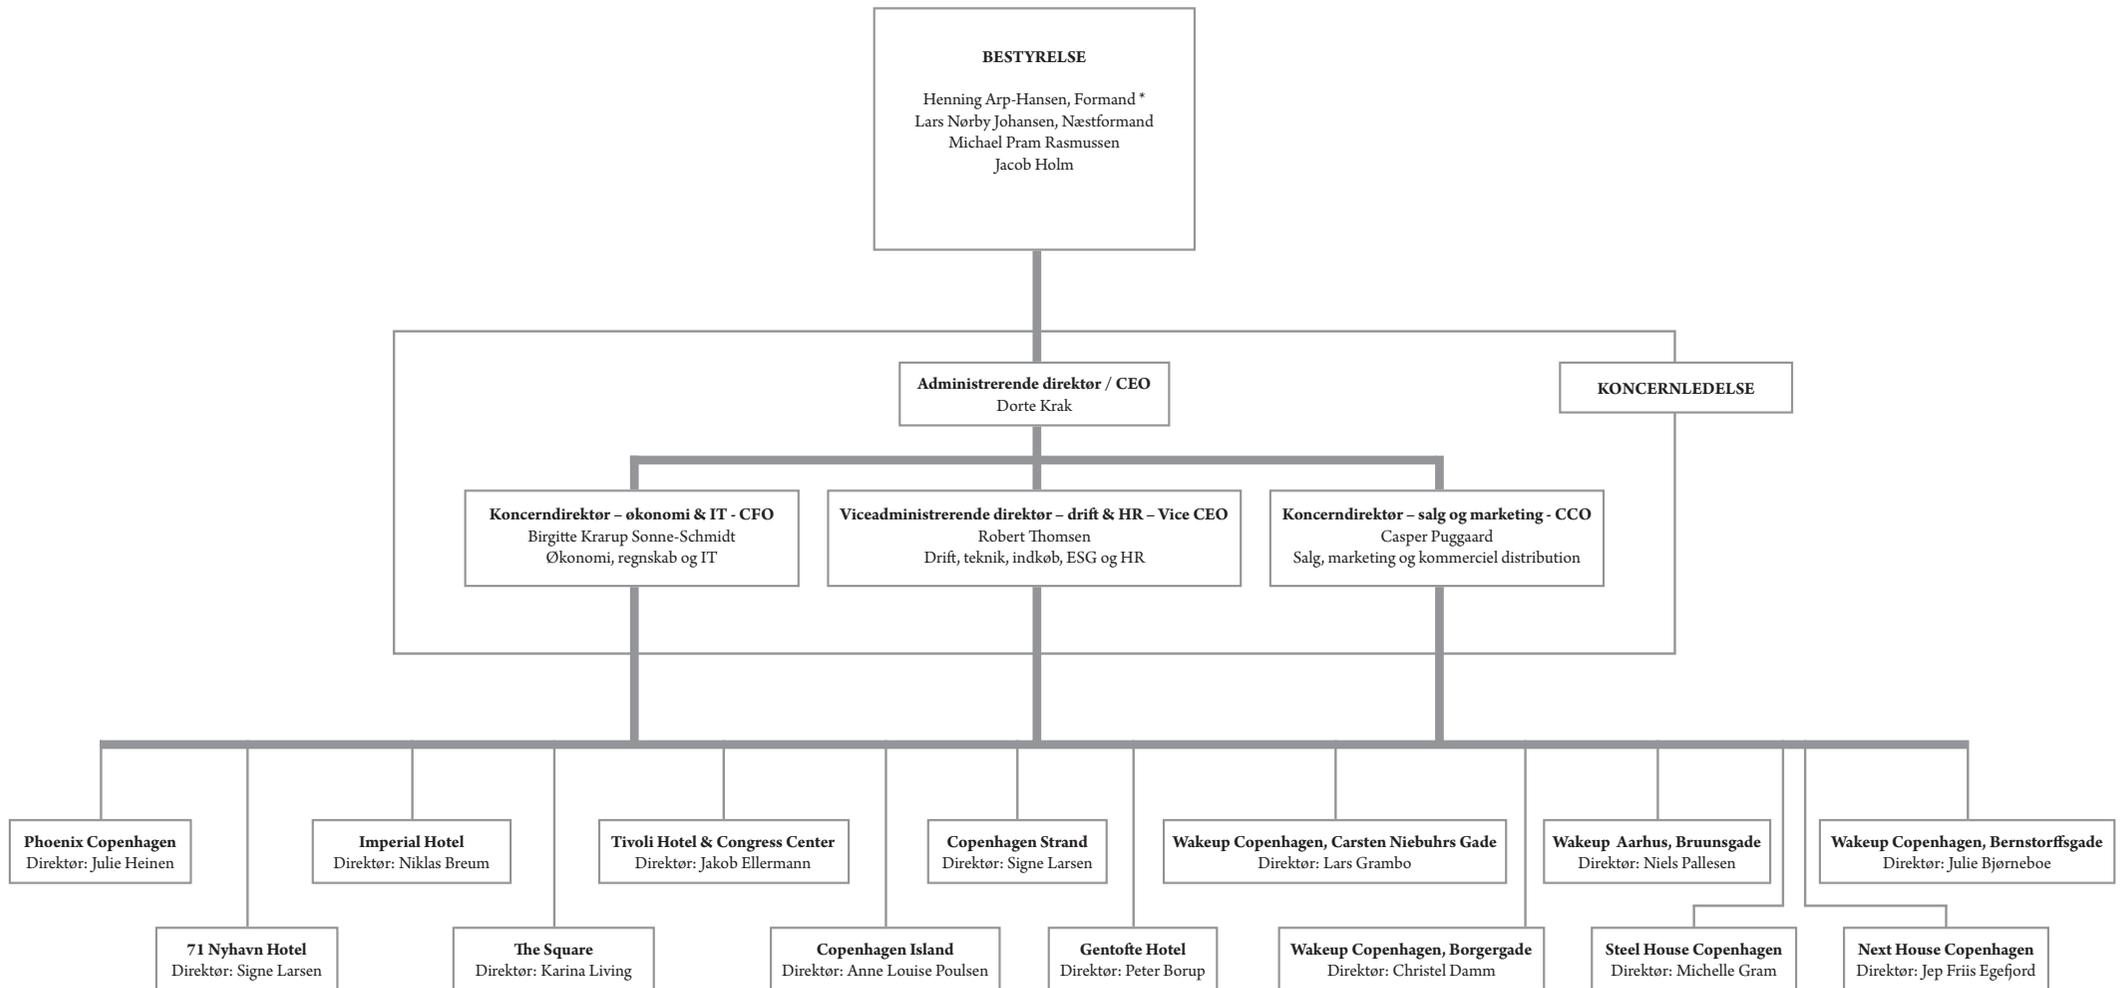 BESTYRELSE
Henning Arp-Hansen, Formand *
Lars Nørby Johansen, Næstformand
Michael Pram Rasmussen
Jacob Holm
Administrerende direktør / CEO
Dorte Krak
KONCERNLEDELSE
Koncerndirektør – økonomi & IT - CFO
Birgitte Krarup Sonne-Schmidt
Økonomi, regnskab og IT
Viceadministrerende direktør – drift & HR – Vice CEO
Robert Thomsen
Drift, teknik, indkøb, ESG og HR
Koncerndirektør – salg og marketing - CCO
Casper Puggaard
Salg, marketing og kommerciel distribution
Phoenix Copenhagen
Direktør: Julie Heinen
Imperial Hotel
Direktør: Niklas Breum
Tivoli Hotel & Congress Center
Direktør: Jakob Ellermann
Copenhagen Strand
Direktør: Signe Larsen
Wakeup Copenhagen, Carsten Niebuhrs Gade
Direktør: Lars Grambo
Wakeup Aarhus, Bruunsgade
Direktør: Niels Pallesen
Wakeup Copenhagen, Bernstorffsgade
Direktør: Julie Bjørneboe
71 Nyhavn Hotel
Direktør: Signe Larsen
The Square
Direktør: Karina Living
Copenhagen Island
Direktør: Anne Louise Poulsen
Gentofte Hotel
Direktør: Peter Borup
Wakeup Copenhagen, Borgergade
Direktør: Christel Damm
Steel House Copenhagen
Direktør: Michelle Gram
Next House Copenhagen
Direktør: Jep Friis Egefjord